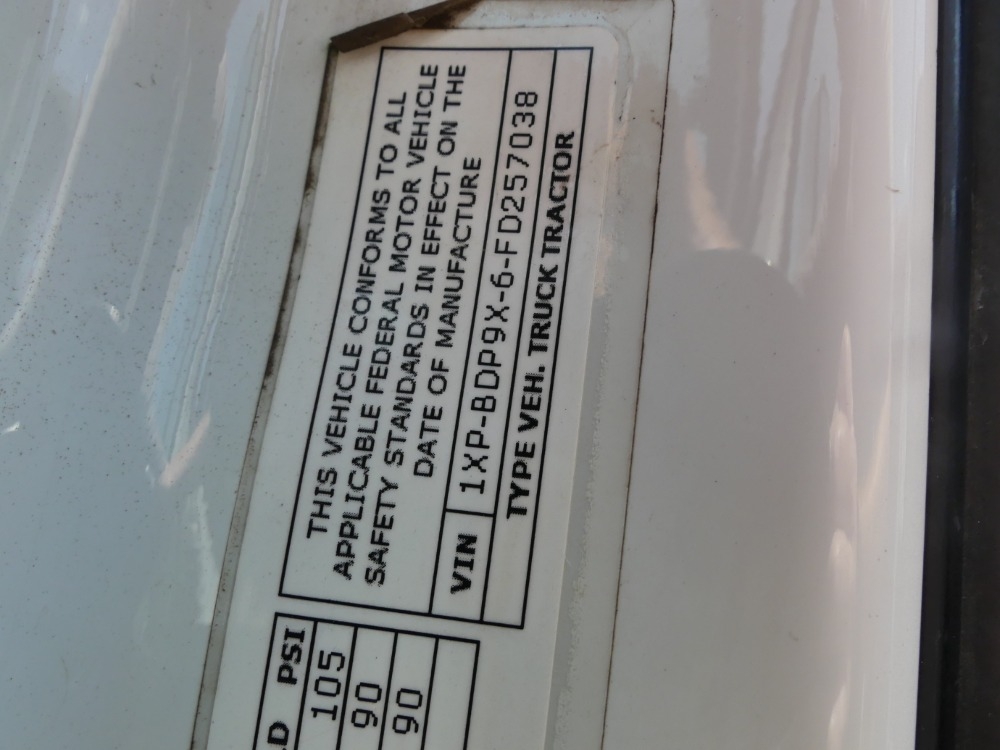 THIS VEHICLE CONFORMS TO ALL
APPLICABLE FEDERAL MOTOR VEHICLE
SAFETY STANDARDS IN EFFECT ON THE
DATE OF MANUFACTURE
VIN 1XP-BDP9X-6-FD257038
TYPE VEH. TRUCK TRACTOR
PSI
105
90
90